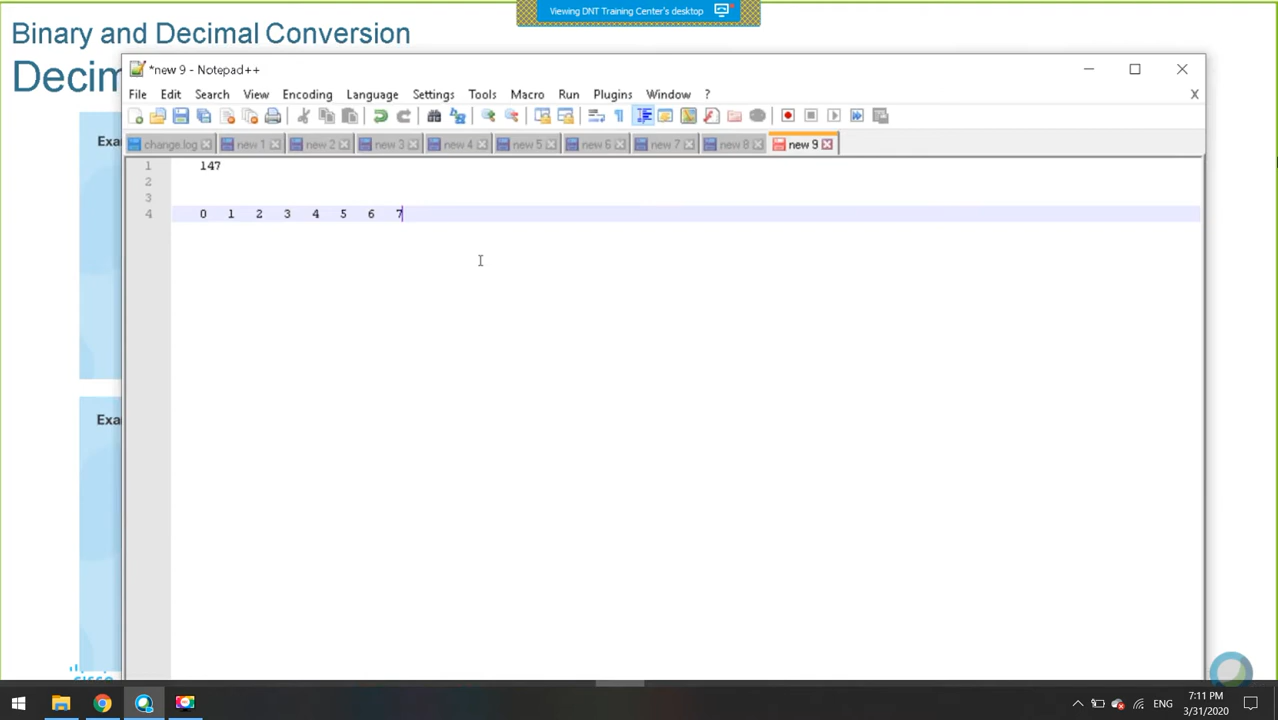 Viewing DNT Training Center's desktop
Binary and Decimal Conversion
Decim
*new 9 - Notepad++
File Edit Search View Encoding Language Settings Tools Macro Run Plugins Window ?
X
change.log new 1 new 2 new 3 new 4 new 5 new 6 new 7 new 8 new 9
1 147
2
3
4 0 1 2 3 4 5 6 7
Exa
Exa
CISCO
ENG
7:11 PM
3/31/2020